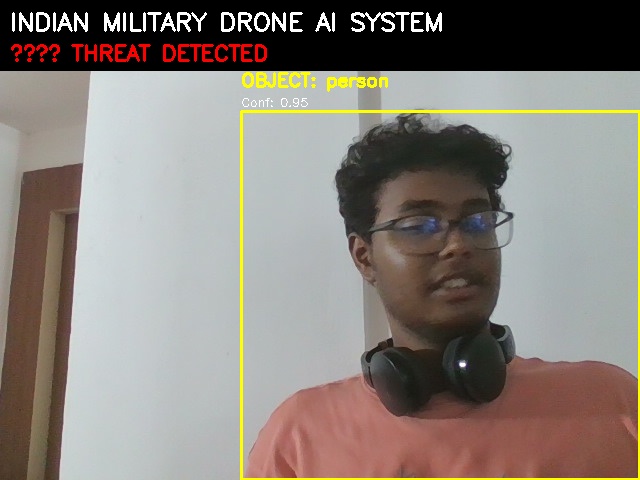 INDIAN MILITARY DRONE AI SYSTEM
???? THREAT DETECTED
OBJECT: person
Conf: 0.95